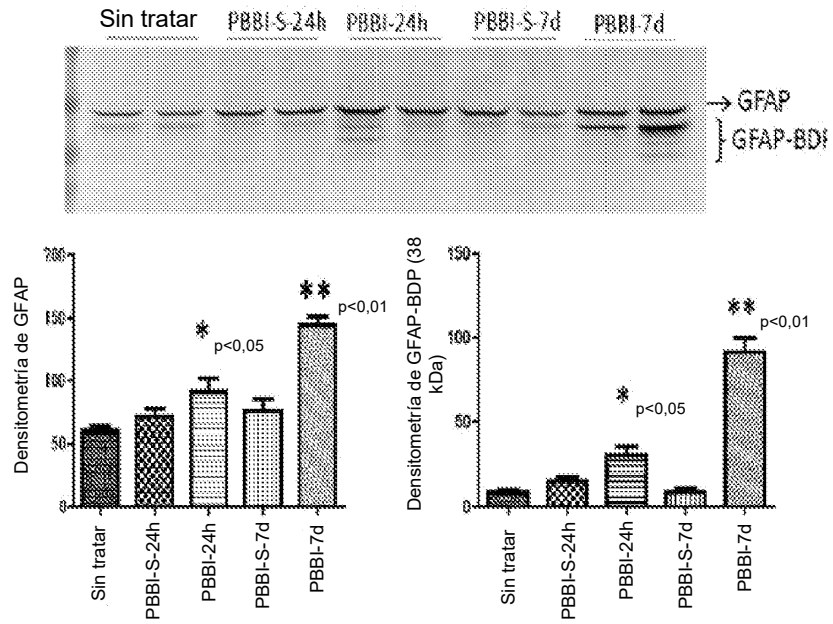 Sin tratar PBBI-S-24h PBBI-24h PBBI-S-7d PBBI-7d
GFAP
GFAP-BDP
Densitometría de GFAP
200
150
100
50
0
*
p<0,05
**
p<0,01
Sin tratar
PBBI-S-24h
PBBI-24h
PBBI-S-7d
PBBI-7d
Densitometría de GFAP-BDP (38
kDa)
150
100
50
0
*
p<0,05
**
p<0,01
Sin tratar
PBBI-S-24h
PBBI-24h
PBBI-S-7d
PBBI-7d